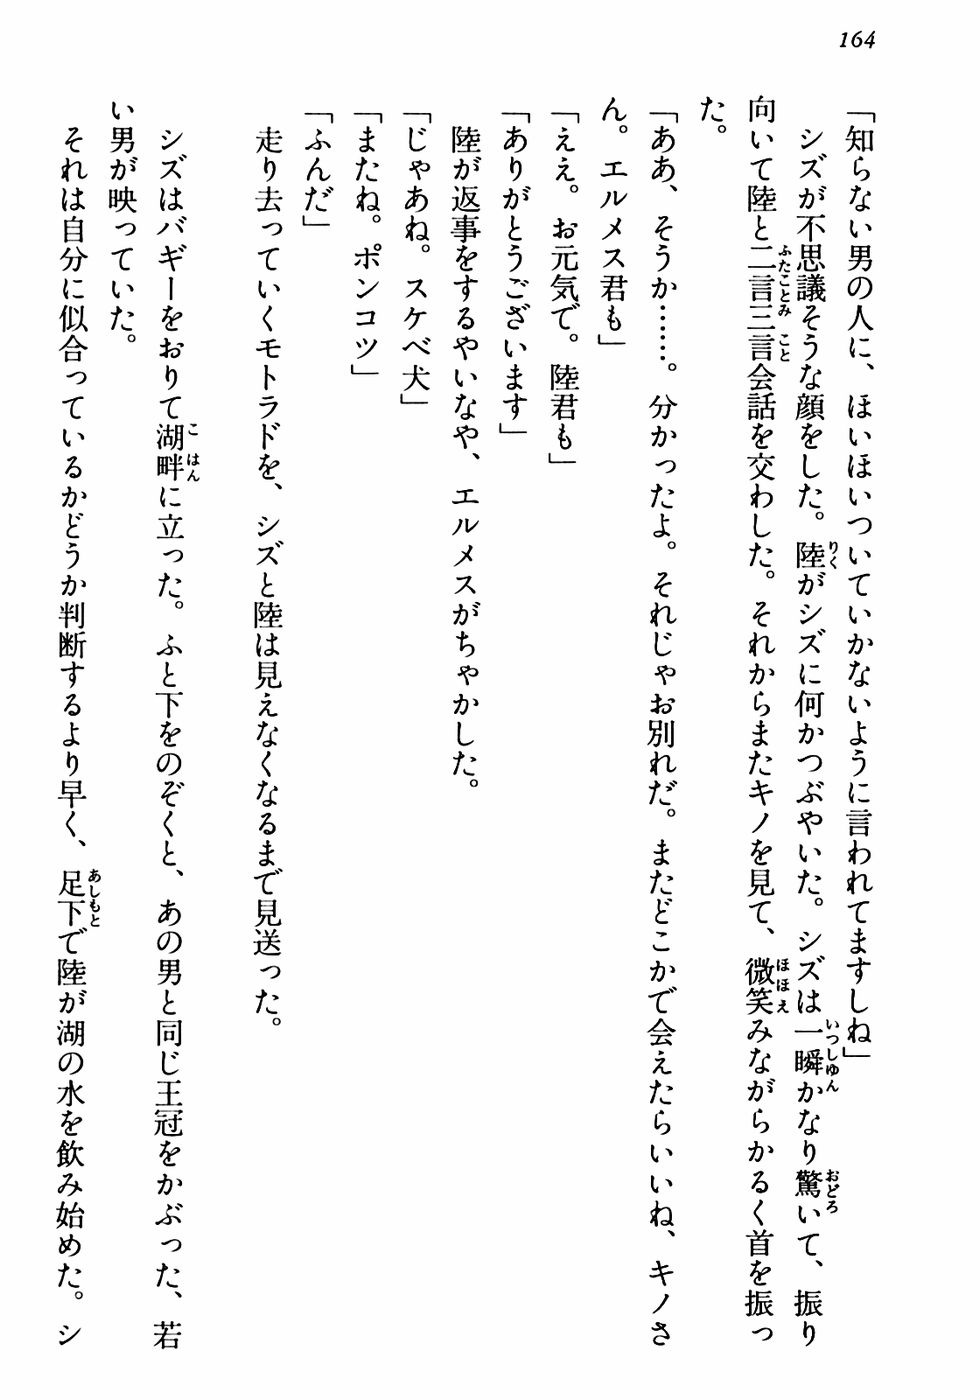 164
「知らない男の人に、ほいほいついていかないように言われてますしね」
　シズが不思議そうな顔をした。陸がシズに何かつぶやいた。シズは一瞬かなり驚いて、振り
向いて陸と二言三言会話を交わした。それからまたキノを見て、微笑みながらかるく首を振っ
た。
「ああ、そうか……。分かったよ。それじゃお別れだ。またどこかで会えたらいいね、キノさ
ん。エルメス君も」
「ええ。お元気で。陸君も」
「ありがとうございます」
　陸が返事をするやいなや、エルメスがちゃかした。
「じゃあね。スケベ犬」
「またね。ポンコツ」
「ふんだ」
　走り去っていくモトラドを、シズと陸は見えなくなるまで見送った。
　シズはバギーをおりて湖畔に立った。ふと下をのぞくと、あの男と同じ王冠をかぶった、若
い男が映っていた。
　それは自分に似合っているかどうか判断するより早く、足下で陸が湖の水を飲み始めた。シ